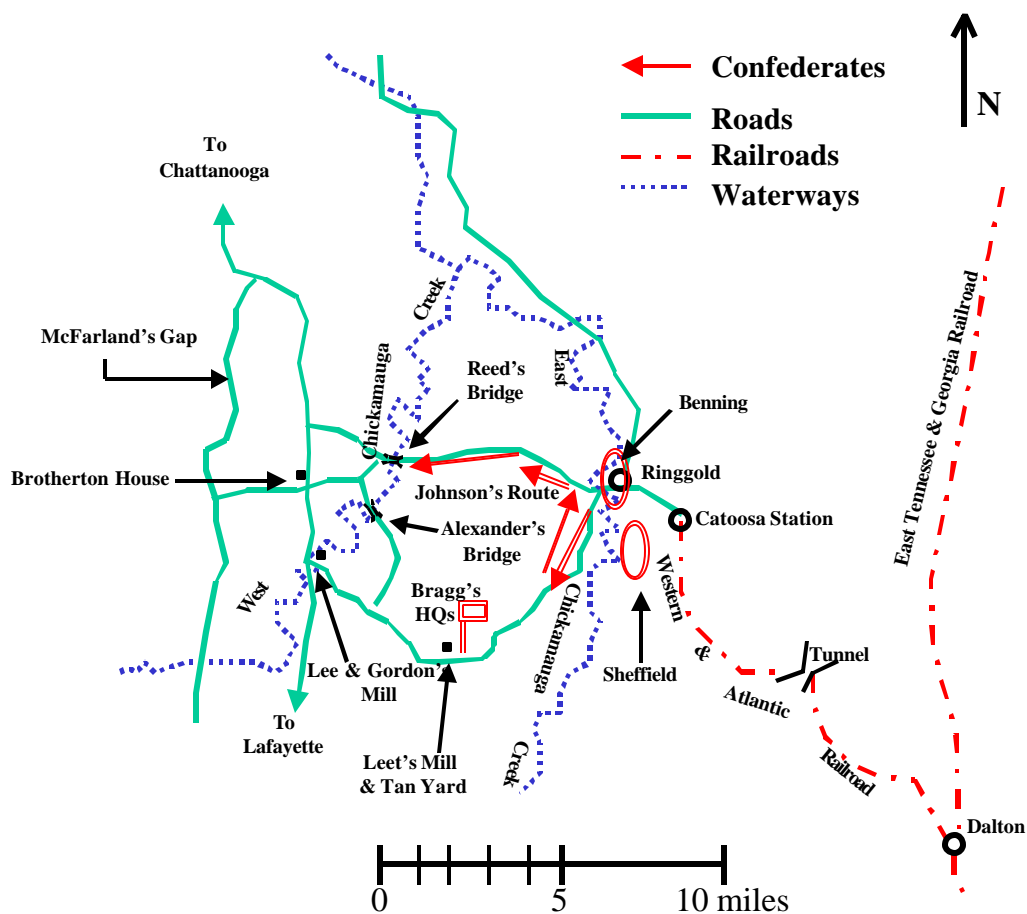 Confederates
Roads
Railroads
Waterways
N
To
Chattanooga
McFarland's Gap
Creek
Chickamauga
West
Reed's
Bridge
East
Benning
Brotherton House
Johnson's Route
Ringgold
Catoosa Station
Alexander's
Bridge
East Tennessee & Georgia Railroad
Bragg's
HQs
Chickamauga
Creek
Western
&
Atlantic
Railroad
Tunnel
Sheffield
Lee & Gordon's
Mill
To
Lafayette
Leet's Mill
& Tan Yard
Dalton
0
5
10 miles